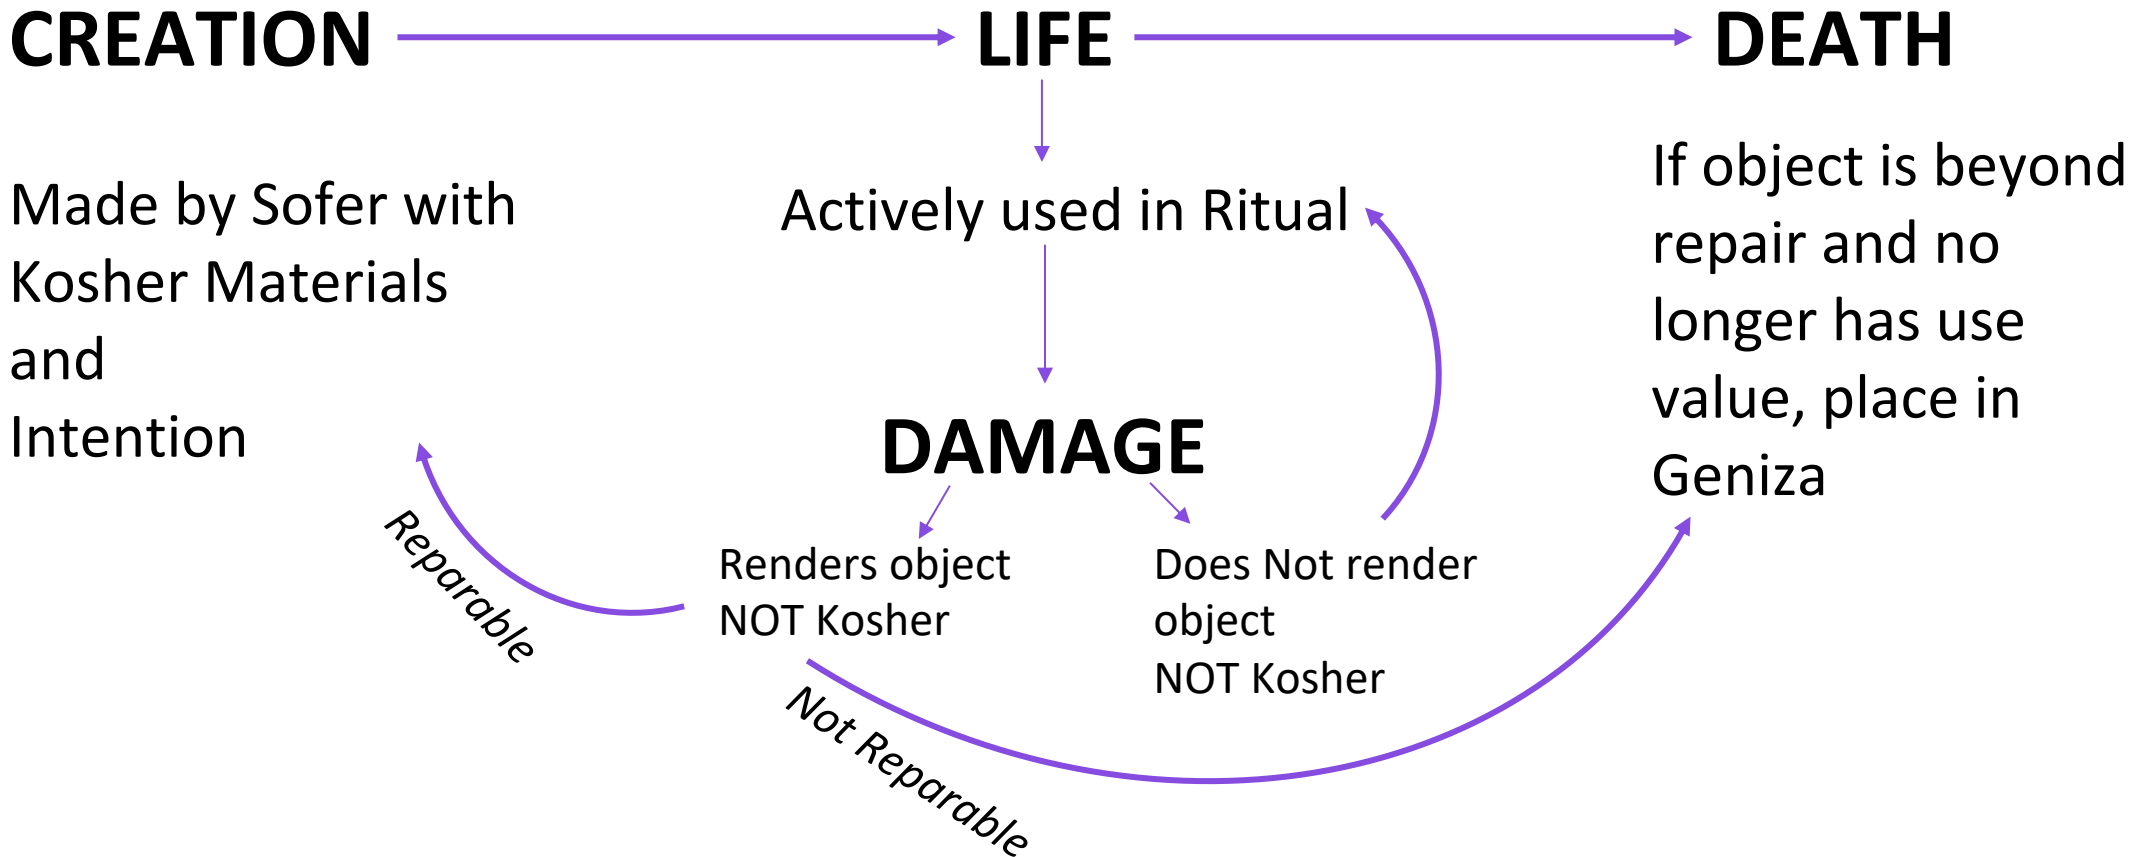 CREATION
LIFE
DEATH
Made by Sofer with
Kosher Materials
and
Intention
Actively used in Ritual
If object is beyond
repair and no
longer has use
value, place in
Geniza
DAMAGE
Renders object
NOT Kosher
Does Not render
object
NOT Kosher
Reparable
Not Reparable